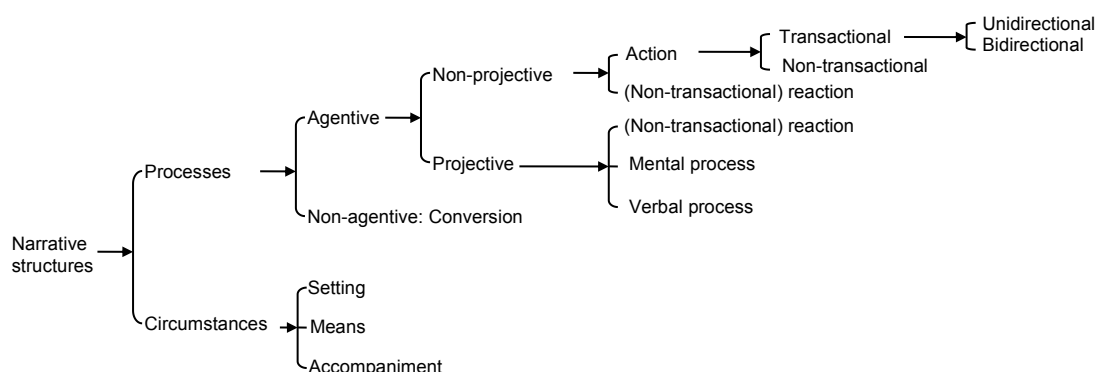 Unidirectional
Transactional
Bidirectional
Action
Non-projective
Non-transactional
(Non-transactional) reaction
Agentive
(Non-transactional) reaction
Projective
Mental process
Processes
Verbal process
Non-agentive: Conversion
Narrative
structures
Setting
Circumstances
Means
Accompaniment